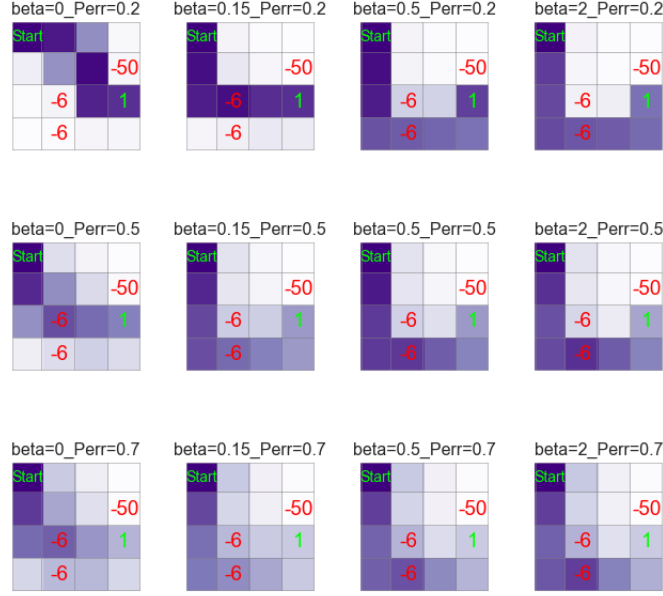 beta=0_Perr=0.2 beta=0.15_Perr=0.2 beta=0.5_Perr=0.2 beta=2_Perr=0.2
Start Start Start Start
-50 -50 -50 -50
-6 1 -6 1 -6 1 -6 1
-6 -6 -6 -6
beta=0_Perr=0.5 beta=0.15_Perr=0.5 beta=0.5_Perr=0.5 beta=2_Perr=0.5
Start Start Start Start
-50 -50 -50 -50
-6 1 -6 1 -6 1 -6 1
-6 -6 -6 -6
beta=0_Perr=0.7 beta=0.15_Perr=0.7 beta=0.5_Perr=0.7 beta=2_Perr=0.7
Start Start Start Start
-50 -50 -50 -50
-6 1 -6 1 -6 1 -6 1
-6 -6 -6 -6